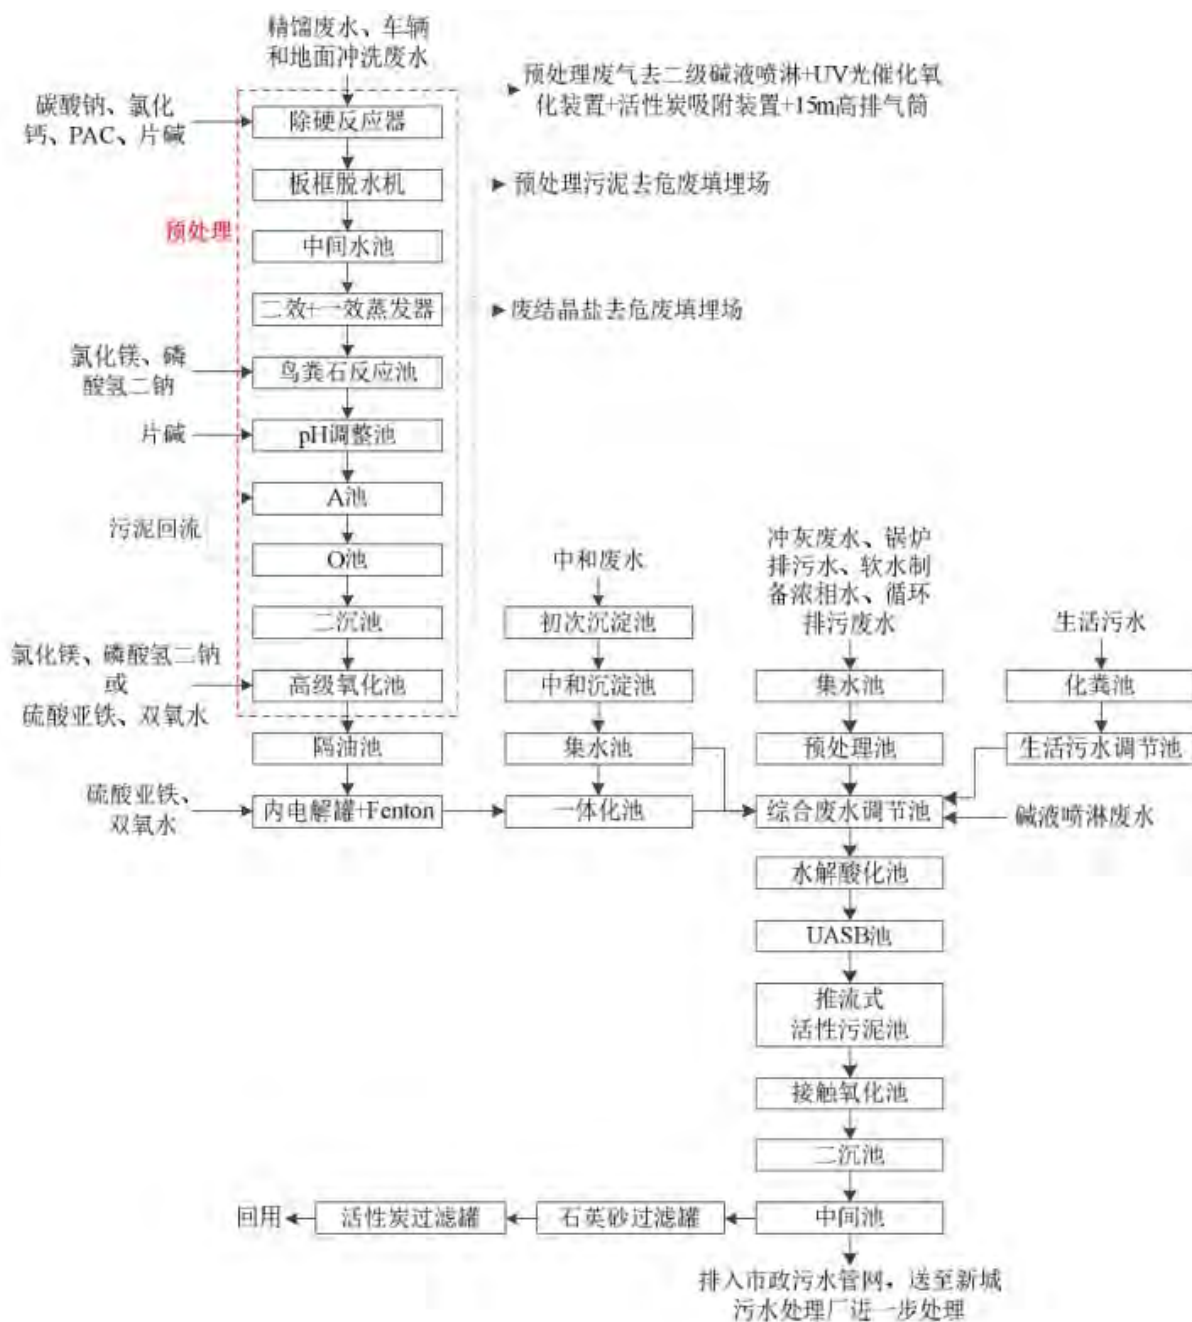 精馏废水、车辆
和地面冲洗废水
预处理废气去二级碱液喷淋+UV光催化氧
化装置+活性炭吸附装置+15m高排气筒
碳酸钠、氯化
钙、PAC、片碱
除硬反应器
板框脱水机
预处理污泥去危废填埋场
预处理
中间水池
二效+一效蒸发器
废结晶盐去危废填埋场
氯化镁、磷
酸氢二钠
鸟粪石反应池
片碱
pH调整池
A池
污泥回流
O池
二沉池
氯化镁、磷酸氢二钠
或
硫酸亚铁、双氧水
高级氧化池
隔油池
硫酸亚铁、
双氧水
内电解罐+Fenton
中和废水
初次沉淀池
中和沉淀池
集水池
一体化池
冲灰废水、锅炉
排污水、软水制
备浓相水、循环
排污废水
集水池
预处理池
综合废水调节池
生活污水
化粪池
生活污水调节池
碱液喷淋废水
水解酸化池
UASB池
推流式
活性污泥池
接触氧化池
二沉池
中间池
石英砂过滤罐
活性炭过滤罐
回用
排入市政污水管网，送至新城
污水处理厂进一步处理